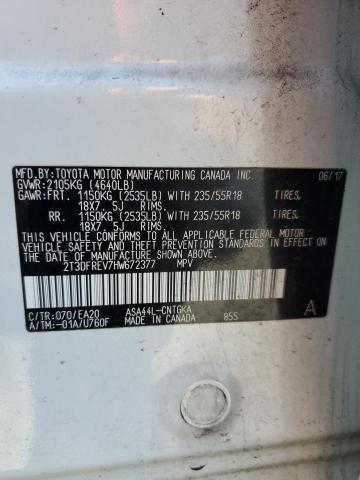 MFD.BY:TOYOTA MOTOR MANUFACTURING CANADA INC. 06/17
GVWR:2105KG (4640LB)
GAWR:FRT. 1150KG (2535LB) WITH 235/55R18 TIRES,
18X7.5J RIMS,
RR. 1150KG (2535LB) WITH 235/55R18 TIRES,
18X7.5J RIMS,
THIS VEHICLE CONFORMS TO ALL APPLICABLE FEDERAL MOTOR
VEHICLE SAFETY AND BUMPER STANDARDS IN EFFECT ON
THE DATE OF MANUFACTURE SHOWN ABOVE.
2T3DFREV7HW672377 MPV
C/TR:070/EA20 ASA44L-CNTGKA A
A/TM:-01A/U760F MADE IN CANADA 855